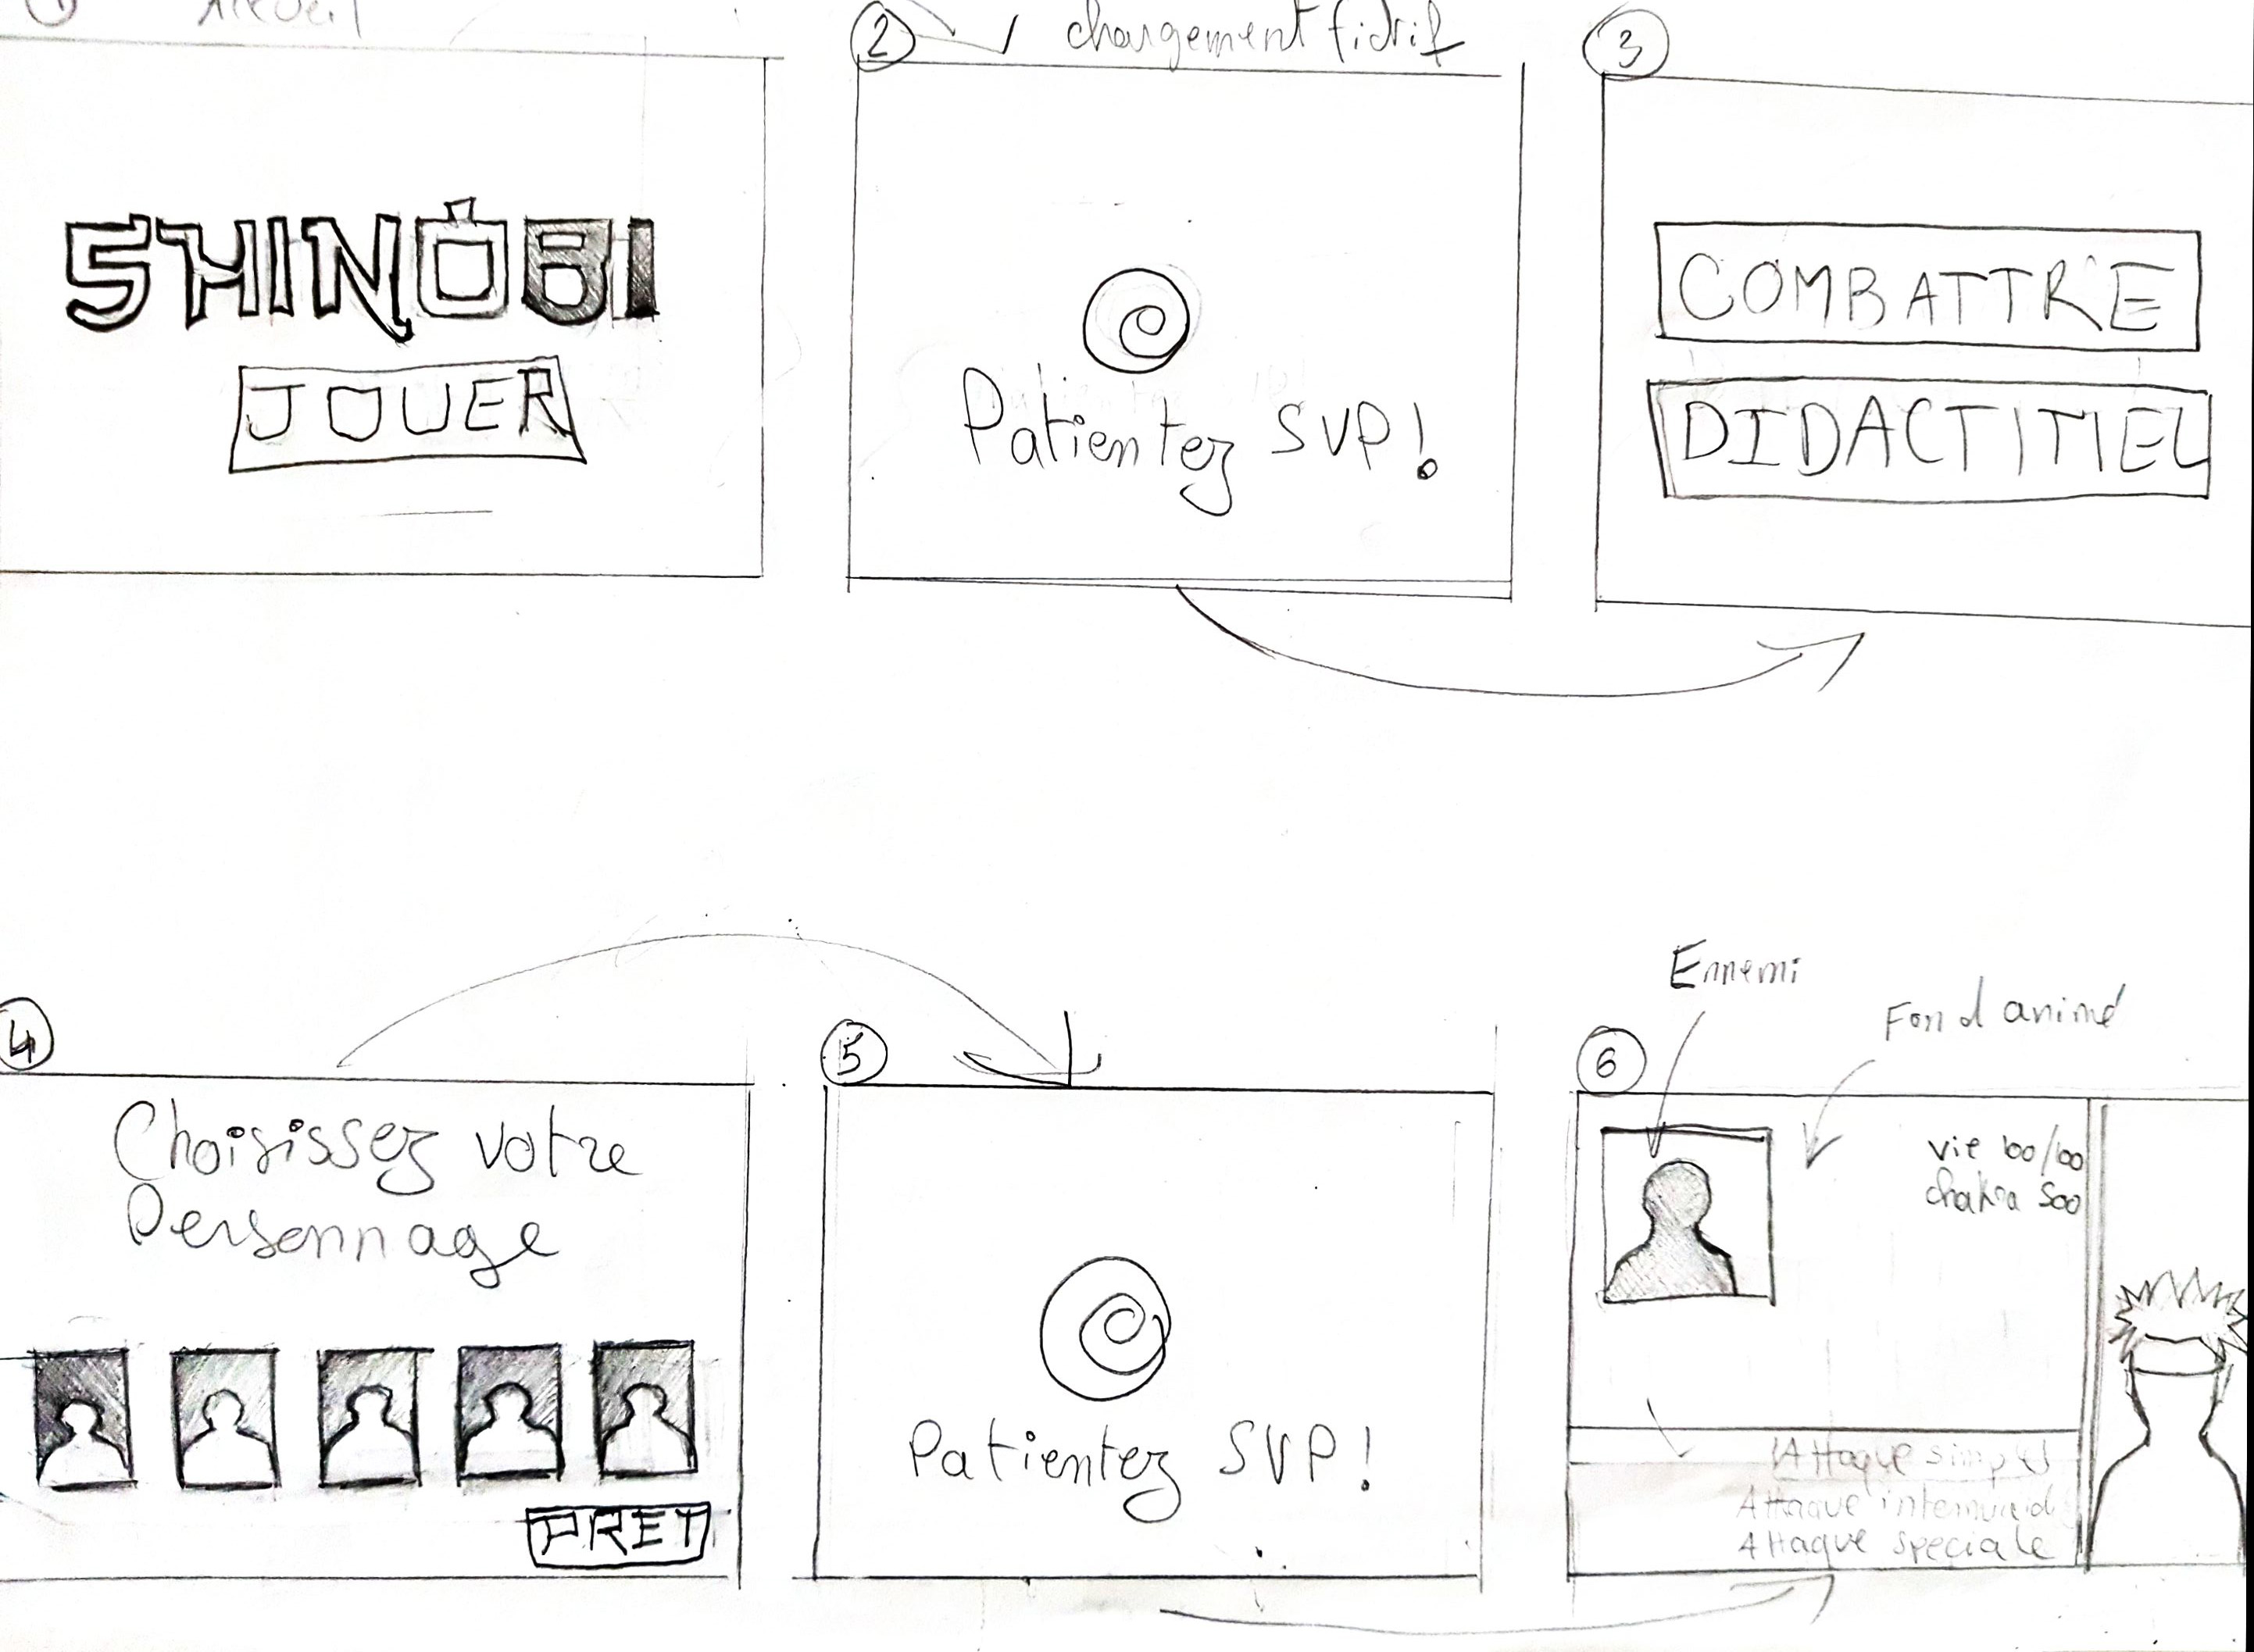 1 Accueil
2 chargement fictif
3
SHINOBI
JOUER
Patientez SVP!
COMBATTRE
DIDACTITIEL
4
Choisissez votre
Personnage
PRET
5
Patientez SVP!
Ennemi
Fond animé
6
vie 100/100
chakra 500
Attaque simple
Attaque
Attaque speciale